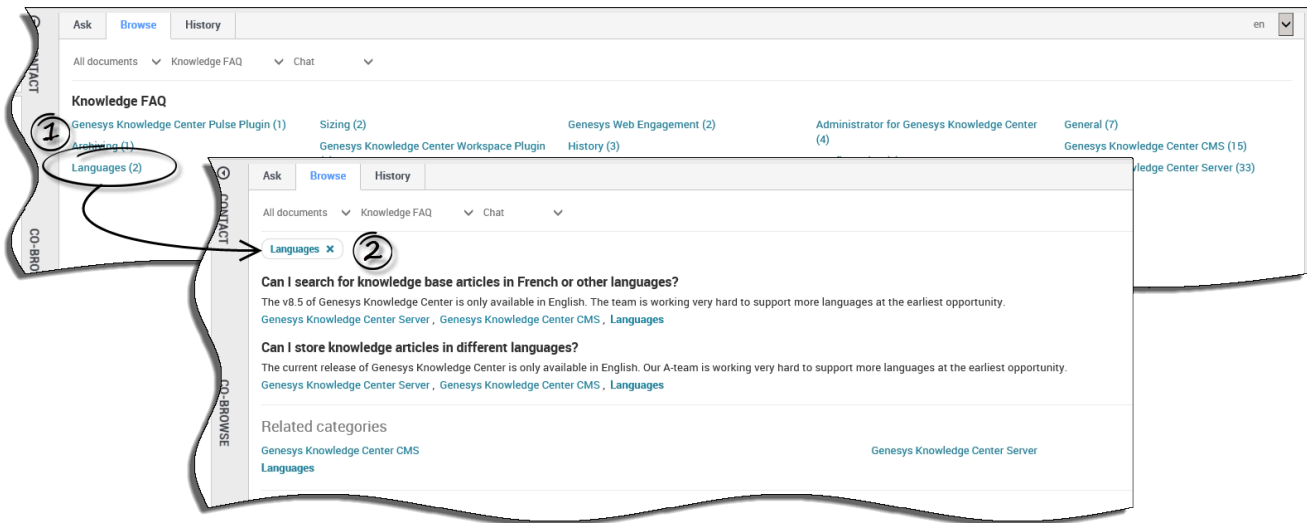 Ask Browse History en
CONTACT
All documents Knowledge FAQ Chat
Knowledge FAQ
1
Genesys Knowledge Center Pulse Plugin (1) Sizing (2) Genesys Web Engagement (2) Administrator for Genesys Knowledge Center (4) General (7)
Archiving (1) Genesys Knowledge Center Workspace Plugin History (3) Genesys Knowledge Center CMS (15)
Languages (2) Knowledge Center Server (33)
CO-BRO
Ask Browse History
CONTACT
All documents Knowledge FAQ Chat
Languages × 2
Can I search for knowledge base articles in French or other languages?
The v8.5 of Genesys Knowledge Center is only available in English. The team is working very hard to support more languages at the earliest opportunity.
Genesys Knowledge Center Server , Genesys Knowledge Center CMS , Languages
Can I store knowledge articles in different languages?
The current release of Genesys Knowledge Center is only available in English. Our A-team is working very hard to support more languages at the earliest opportunity.
Genesys Knowledge Center Server , Genesys Knowledge Center CMS , Languages
CO-BROWSE
Related categories
Genesys Knowledge Center CMS Genesys Knowledge Center Server
Languages